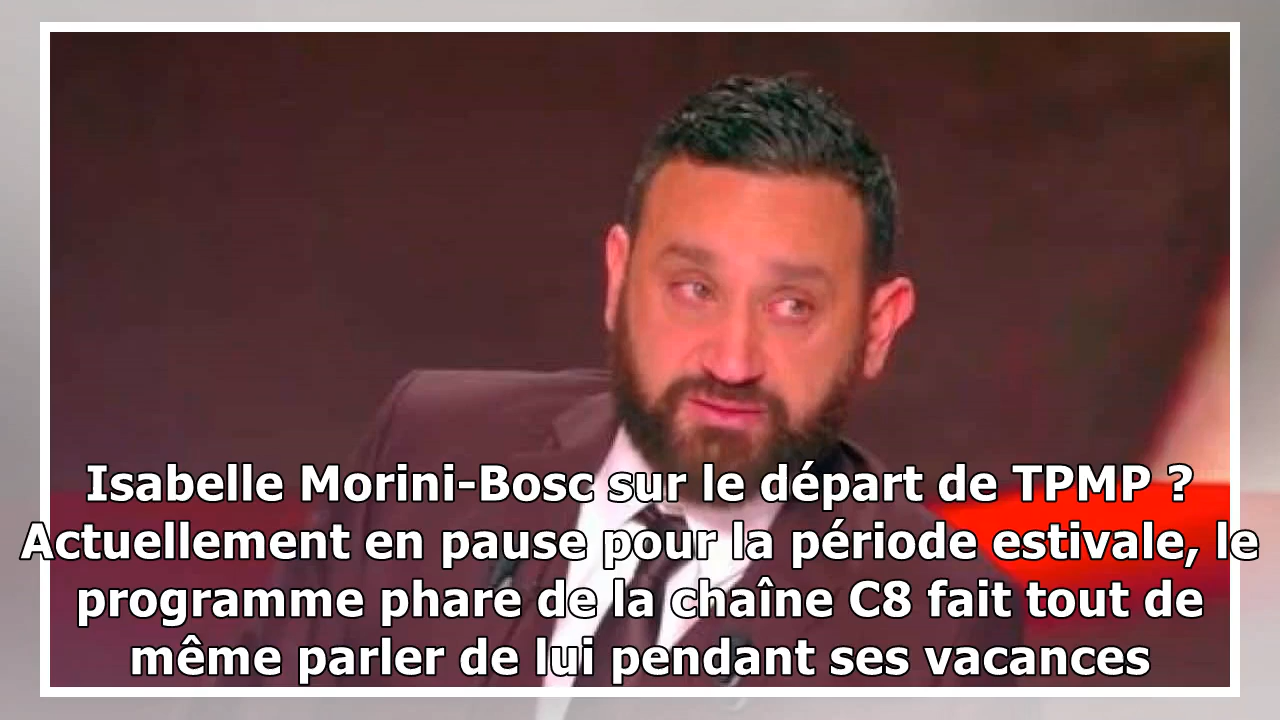 Isabelle Morini-Bosc sur le départ de TPMP ?
Actuellement en pause pour la période estivale, le
programme phare de la chaîne C8 fait tout de
même parler de lui pendant ses vacances